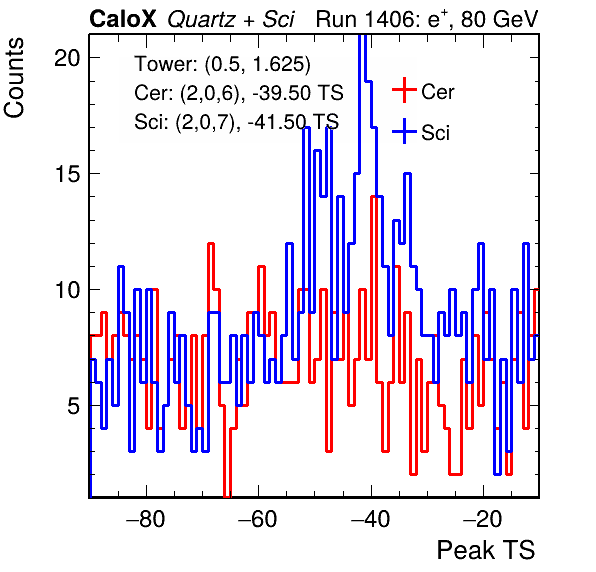 CaloX Quartz + Sci Run 1406: e+, 80 GeV
Counts
Tower: (0.5, 1.625)
Cer: (2,0,6), -39.50 TS
Sci: (2,0,7), -41.50 TS
Cer
Sci
20
15
10
5
−80 −60 −40 −20
Peak TS